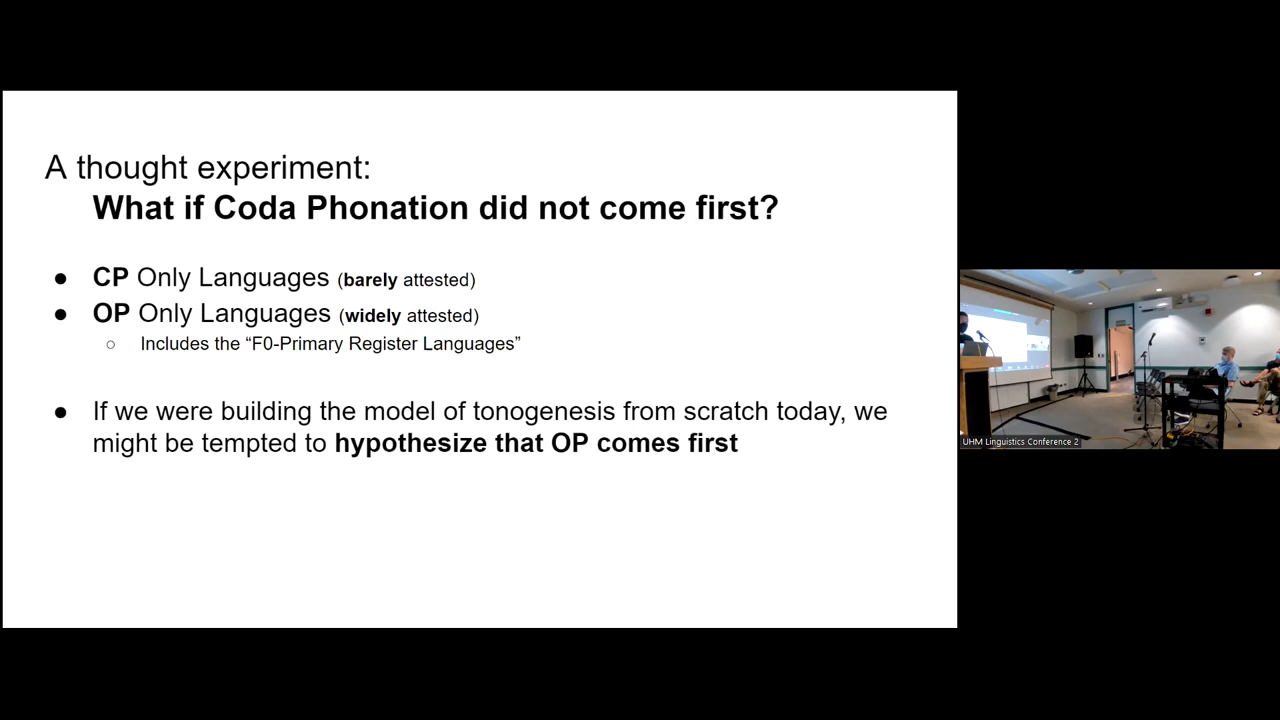 A thought experiment:
What if Coda Phonation did not come first?
● CP Only Languages (barely attested)
● OP Only Languages (widely attested)
○ Includes the “F0-Primary Register Languages”
● If we were building the model of tonogenesis from scratch today, we
might be tempted to hypothesize that OP comes first
UHM Linguistics Conference 2